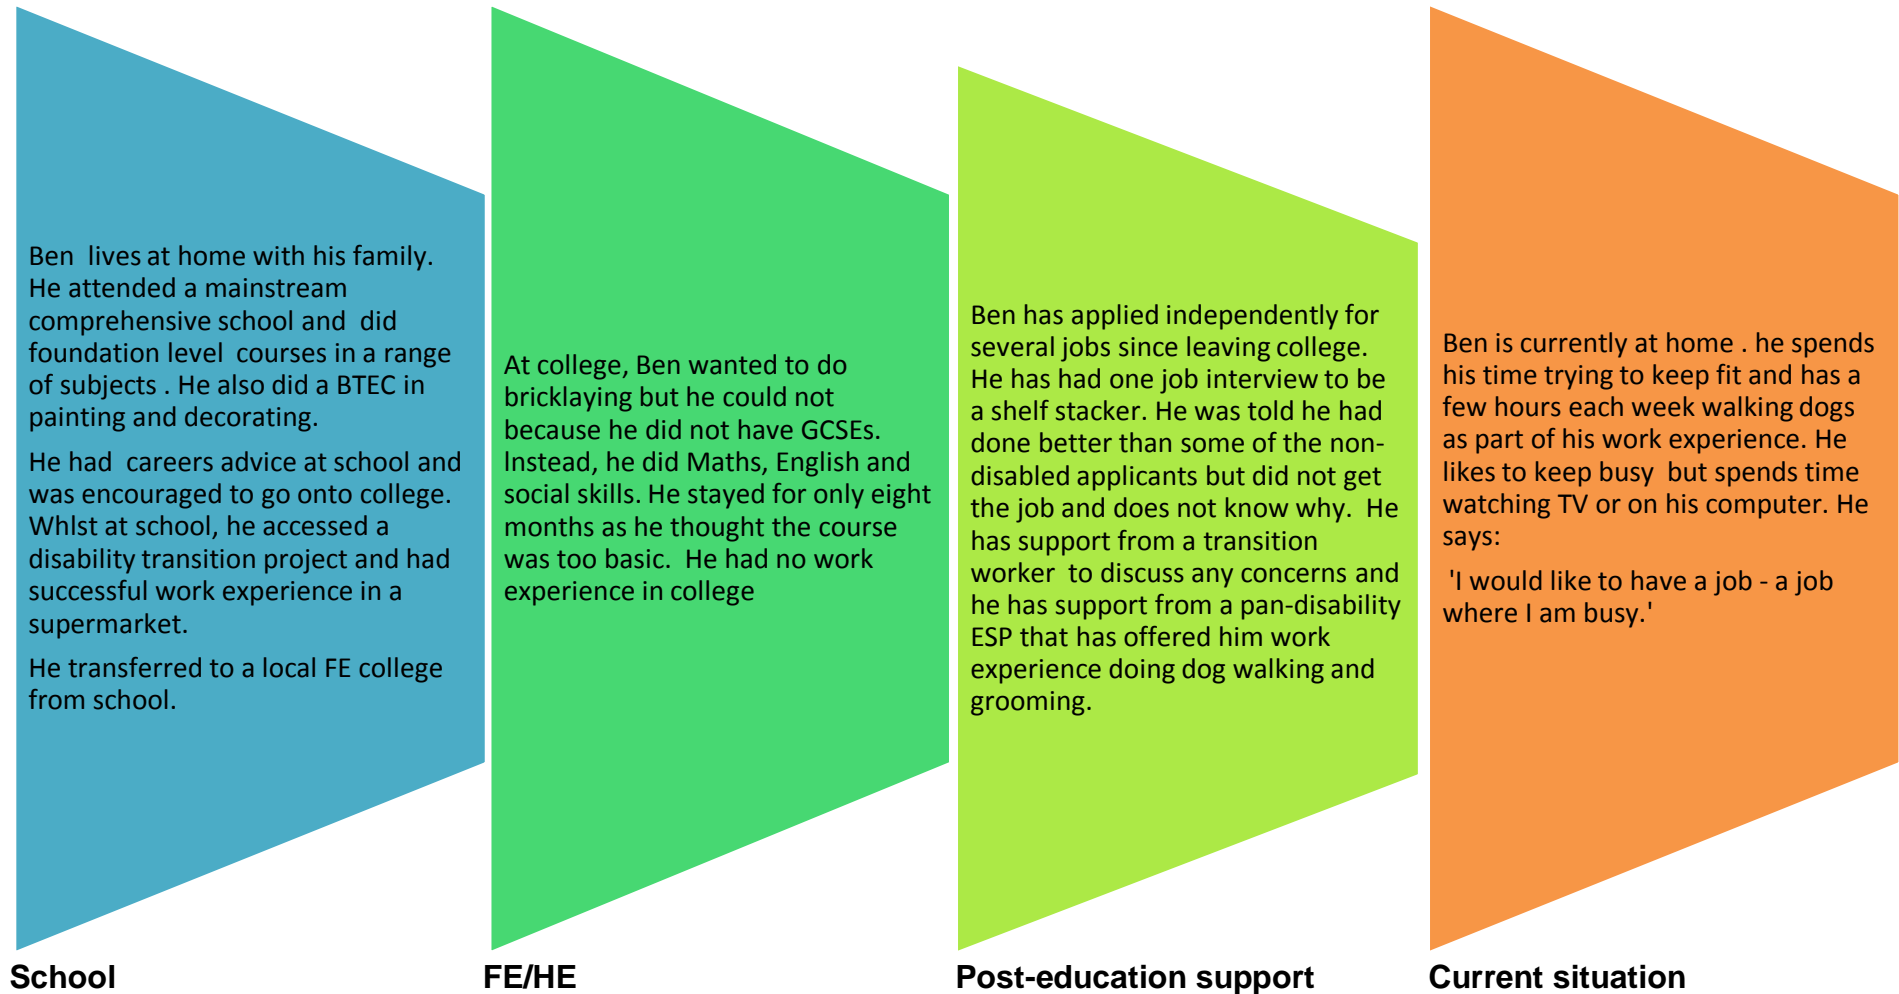 Ben  lives at home with his family.
He attended a mainstream
comprehensive school and  did
foundation level  courses in a range
of subjects . He also did a BTEC in
painting and decorating.
He had  careers advice at school and
was encouraged to go onto college.
Whlst at school, he accessed a
disability transition project and had
successful work experience in a
supermarket.
He transferred to a local FE college
from school.
School
At college, Ben wanted to do
bricklaying but he could not
because he did not have GCSEs.
Instead, he did Maths, English and
social skills. He stayed for only eight
months as he thought the course
was too basic.  He had no work
experience in college
FE/HE
Ben has applied independently for
several jobs since leaving college.
He has had one job interview to be
a shelf stacker. He was told he had
done better than some of the non-
disabled applicants but did not get
the job and does not know why.  He
has support from a transition
worker  to discuss any concerns and
he has support from a pan-disability
ESP that has offered him work
experience doing dog walking and
grooming.
Post-education support
Ben is currently at home . he spends
his time trying to keep fit and has a
few hours each week walking dogs
as part of his work experience. He
likes to keep busy  but spends time
watching TV or on his computer. He
says:
'I would like to have a job - a job
where I am busy.'
Current situation